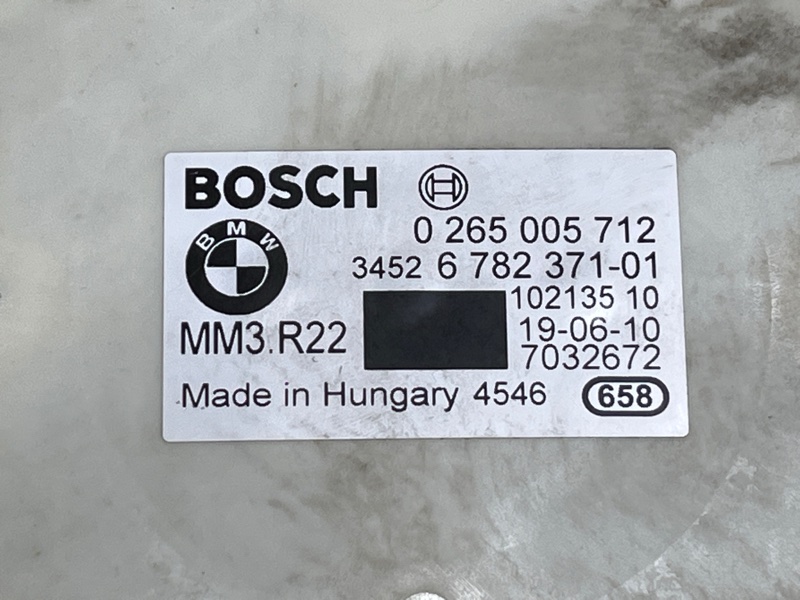 BOSCH
BMW
0 265 005 712
3452 6 782 371-01
102135 10
MM3.R22
19-06-10
7032672
Made in Hungary 4546
658